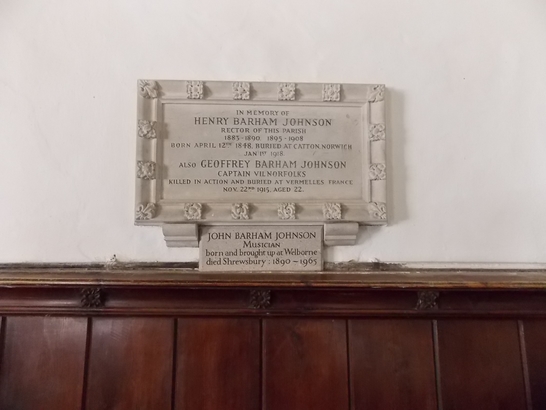 IN MEMORY OF
HENRY BARHAM JOHNSON
RECTOR OF THIS PARISH
1885-1890. 1895-1908
BORN APRIL 12TH 1848. BURIED AT CATTON, NORWICH
JAN 1ST 1918
ALSO GEOFFREY BARHAM JOHNSON
CAPTAIN VII. NORFOLKS
KILLED IN ACTION AND BURIED AT VERMELLES FRANCE
NOV. 22ND 1915. AGED 22.
JOHN BARHAM JOHNSON
MUSICIAN
born and brought up at Welborne
died Shrewsbury : 1890 – 1965